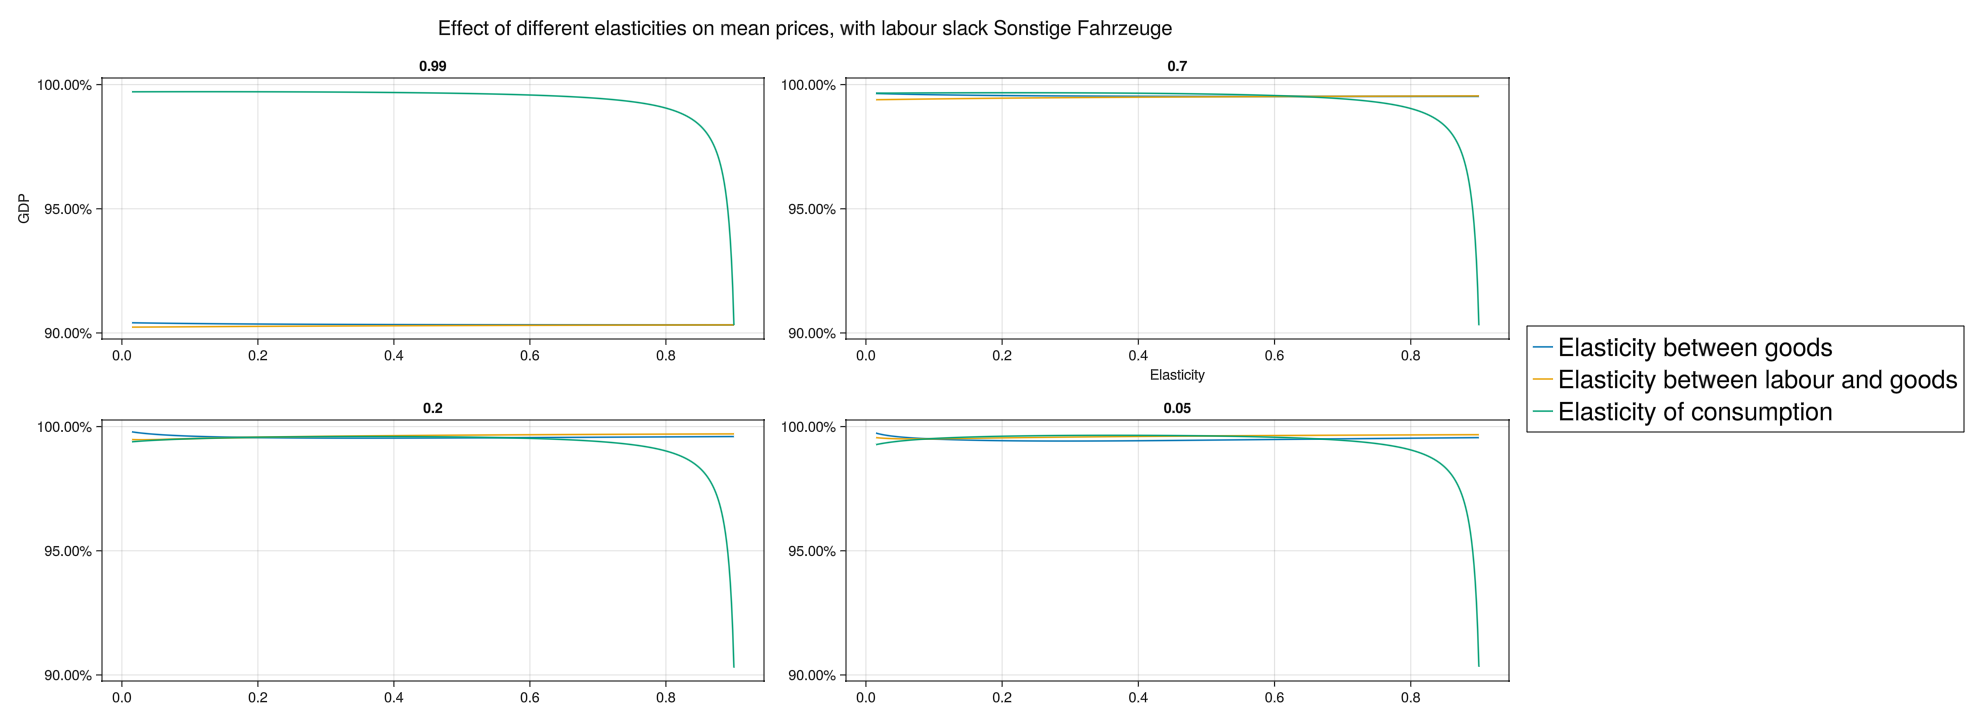 Effect of different elasticities on mean prices, with labour slack Sonstige Fahrzeuge
0.99
100.00%
95.00%
90.00%
GDP
0.0 0.2 0.4 0.6 0.8
0.7
100.00%
95.00%
90.00%
0.0 0.2 0.4 0.6 0.8
Elasticity
0.2
100.00%
95.00%
90.00%
0.0 0.2 0.4 0.6 0.8
0.05
100.00%
95.00%
90.00%
0.0 0.2 0.4 0.6 0.8
Elasticity between goods
Elasticity between labour and goods
Elasticity of consumption